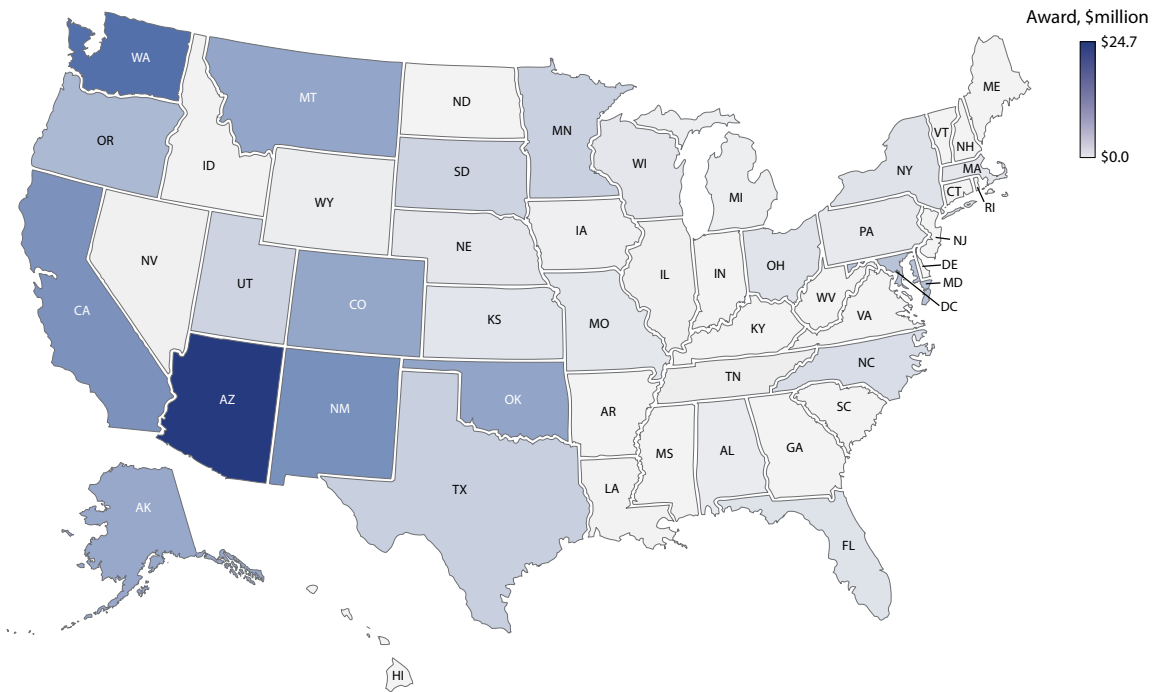 Award, $million
$24.7
$0.0
WA
MT
ND
MN
ME
OR
ID
SD
WI
VT
NH
NY
MA
WY
MI
CT
RI
NE
IA
PA
NJ
NV
UT
IL
IN
OH
DE
MD
DC
CA
CO
KS
MO
WV
VA
KY
AZ
NM
OK
TN
NC
AR
SC
MS
AL
GA
TX
LA
AK
FL
HI